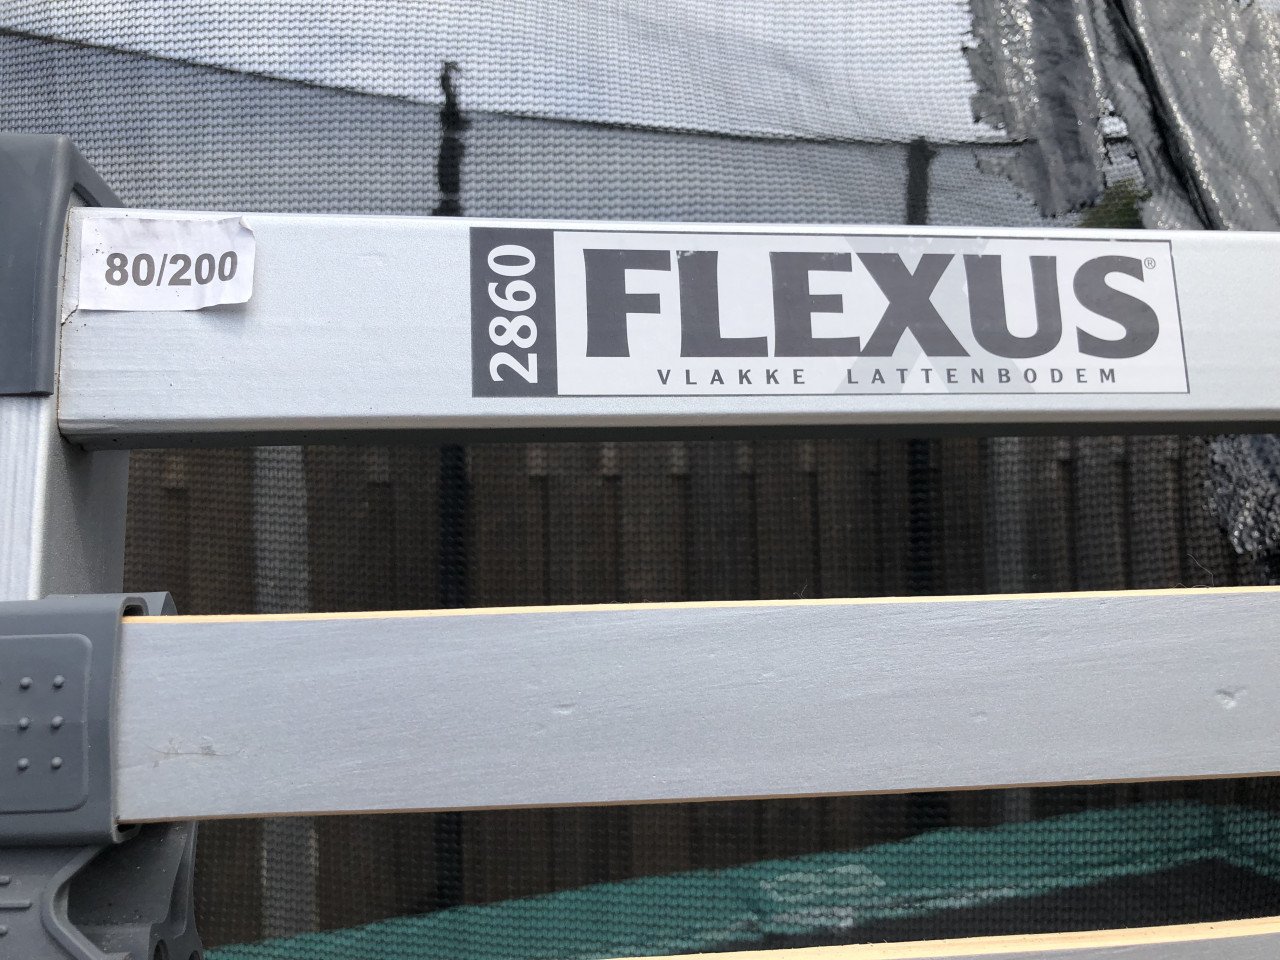 80/200
2860
FLEXUS®
VLAKKE LATTENBODEM